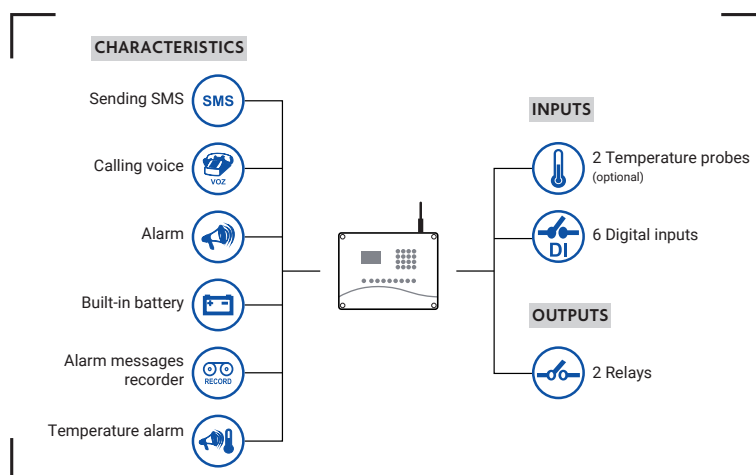 CHARACTERISTICS
Sending SMS
SMS
Calling voice
VOZ
Alarm
Built-in battery
Alarm messages
recorder
RECORD
Temperature alarm
INPUTS
2 Temperature probes
(optional)
6 Digital inputs
DI
OUTPUTS
2 Relays